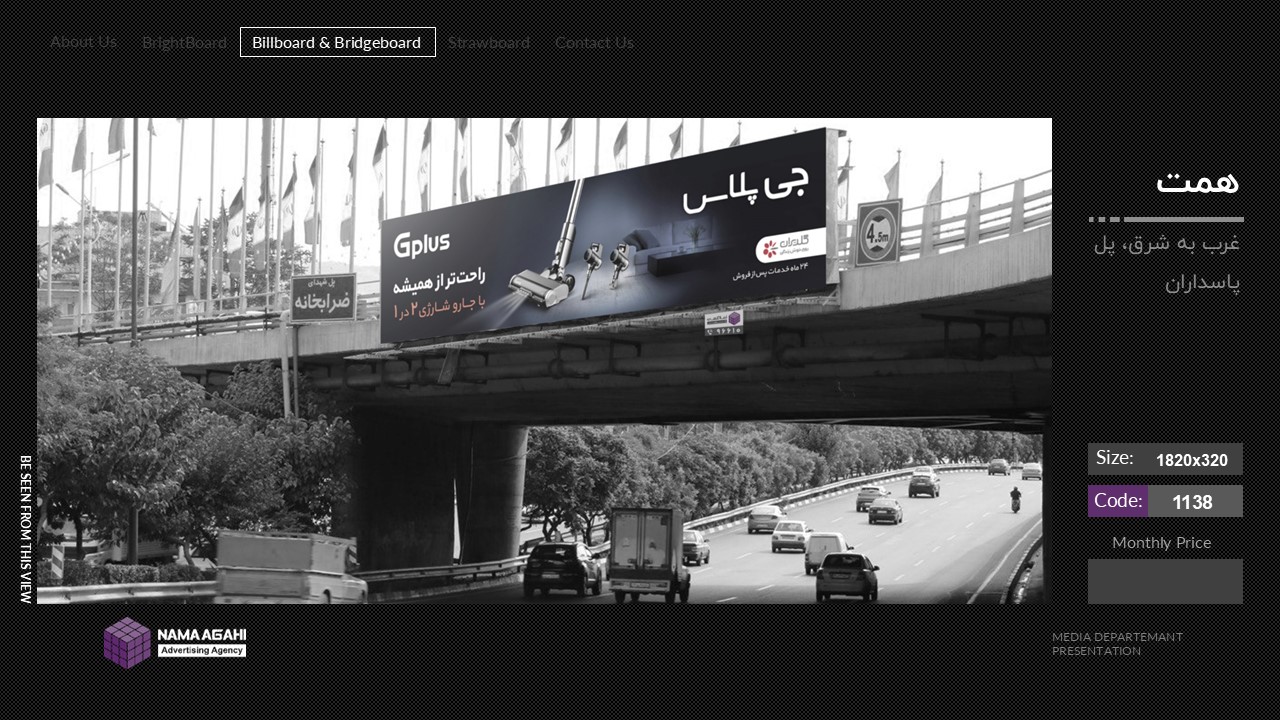 About Us
BrightBoard
Billboard & Bridgeboard
Strawboard
Contact Us
همت
غرب به شرق، پل
پاسداران
جی پلاس
Gplus
راحت‌تر از همیشه
با جارو شارژی ۲ در ۱
گلدیران
۲۴ ماه خدمات پس از فروش
4.5m
پل شهدای
ضرابخانه
BE SEEN FROM THIS VIEW
Size: 1820x320
Code: 1138
Monthly Price
NAMA AGAHI
Advertising Agency
MEDIA DEPARTEMANT
PRESENTATION